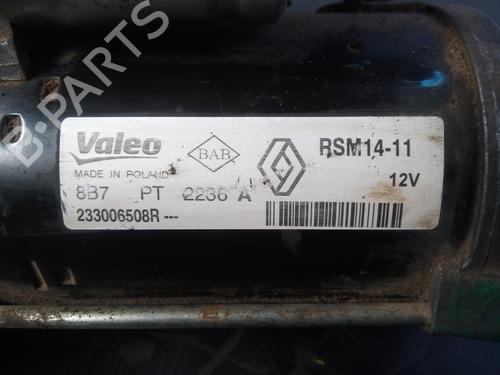 B-PARTS
Valeo
BAB
RSM14-11
MADE IN POLAND
12V
8B7 PT 2236 A
233006508R ---